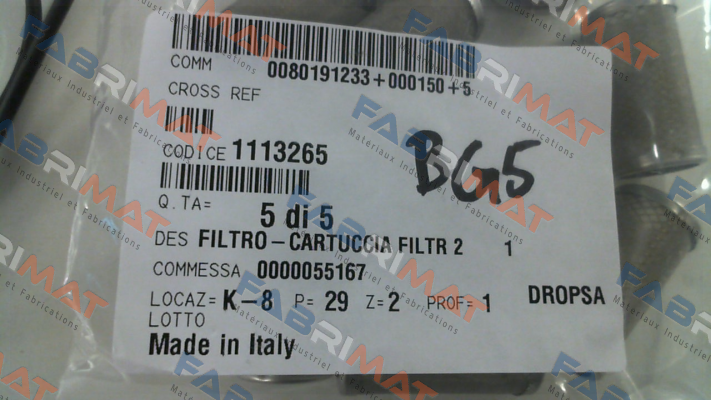 COMM 0080191233+000150+5
CROSS REF
CODICE 1113265
BG5
Q.TA= 5 di 5
DES FILTRO-CARTUCCIA FILTR 2 1
COMMESSA 0000055167
LOCAZ= K-8 P= 29 Z= 2 PROF= 1 DROPSA
LOTTO
Made in Italy
FABRIMAT
Materiaux Industriel et Fabrications